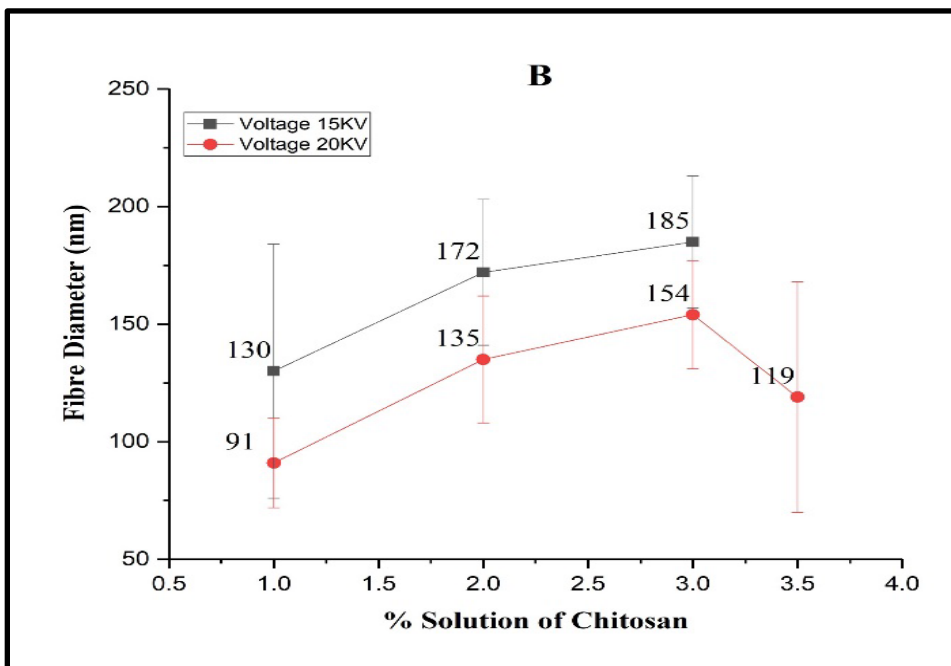 B
250
Voltage 15KV
Voltage 20KV
200
185
172
154
150
135
130
119
100
91
50
0.5 1.0 1.5 2.0 2.5 3.0 3.5 4.0
Fibre Diameter (nm)
% Solution of Chitosan